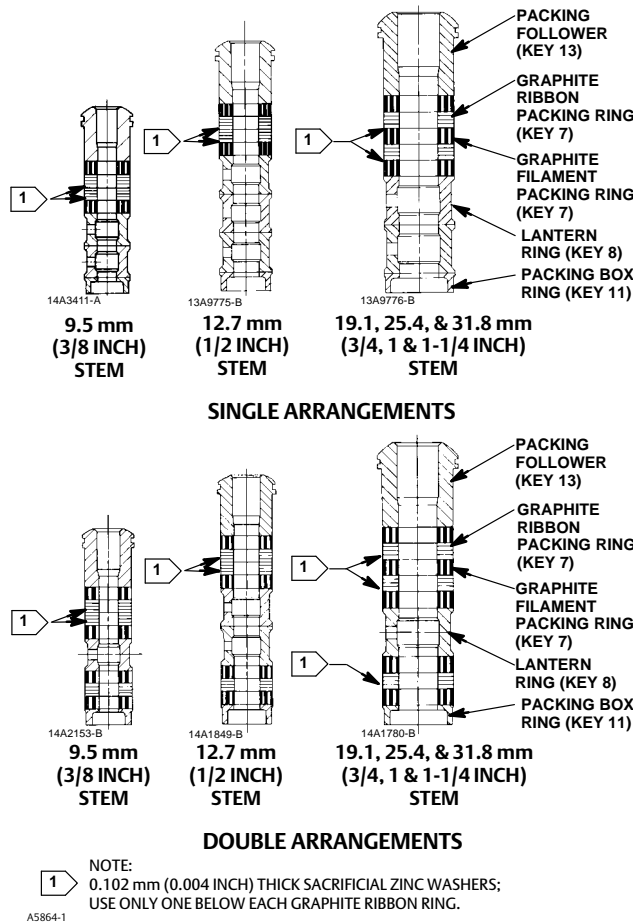 PACKING
FOLLOWER
(KEY 13)
GRAPHITE
RIBBON
PACKING RING
(KEY 7)
GRAPHITE
FILAMENT
PACKING RING
(KEY 7)
LANTERN
RING (KEY 8)
PACKING BOX
RING (KEY 11)
1
1
1
14A3411-A
13A9775-B
13A9776-B
9.5 mm
(3/8 INCH)
STEM
12.7 mm
(1/2 INCH)
STEM
19.1, 25.4, & 31.8 mm
(3/4, 1 & 1-1/4 INCH)
STEM
SINGLE ARRANGEMENTS
PACKING
FOLLOWER
(KEY 13)
GRAPHITE
RIBBON
PACKING RING
(KEY 7)
GRAPHITE
FILAMENT
PACKING RING
(KEY 7)
LANTERN
RING (KEY 8)
PACKING BOX
RING (KEY 11)
1
1
1
1
14A2153-B
14A1849-B
14A1780-B
9.5 mm
(3/8 INCH)
STEM
12.7 mm
(1/2 INCH)
STEM
19.1, 25.4, & 31.8 mm
(3/4, 1 & 1-1/4 INCH)
STEM
DOUBLE ARRANGEMENTS
NOTE:
1
0.102 mm (0.004 INCH) THICK SACRIFICIAL ZINC WASHERS;
USE ONLY ONE BELOW EACH GRAPHITE RIBBON RING.
A5864-1